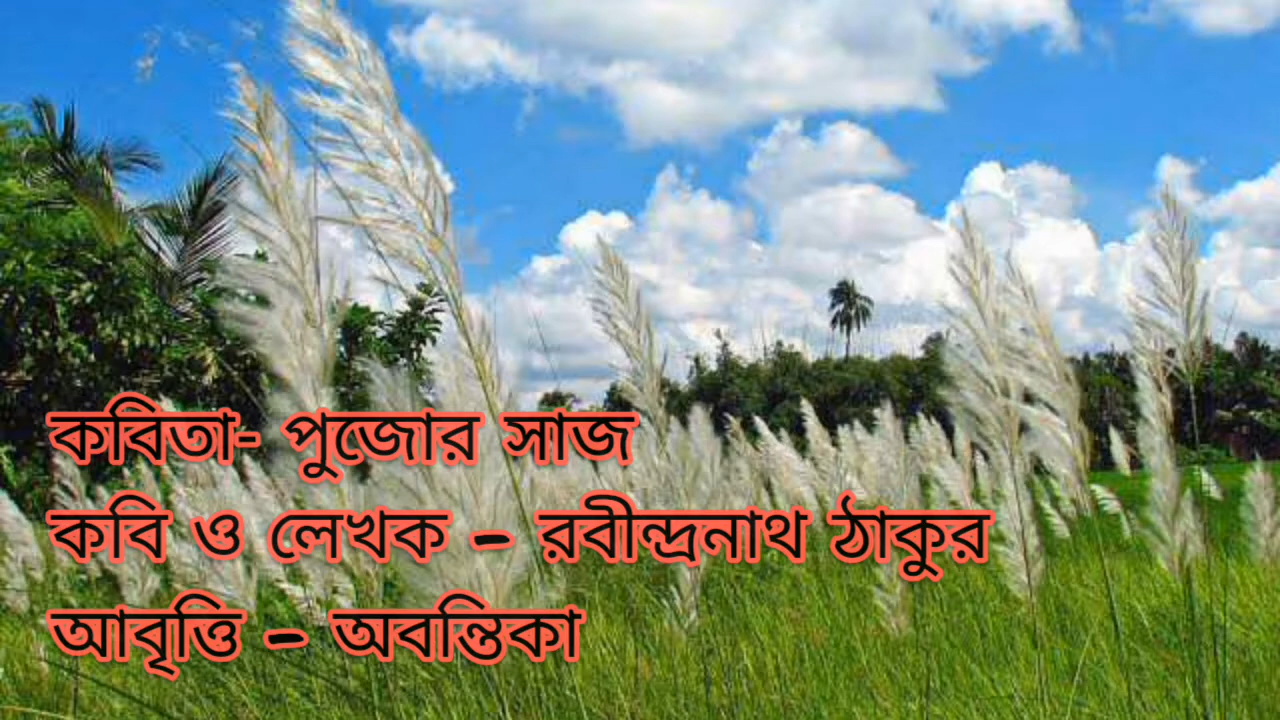 কবিতা- পুজোর সাজ
কবি ও লেখক – রবীন্দ্রনাথ ঠাকুর
আবৃত্তি – অবন্তিকা